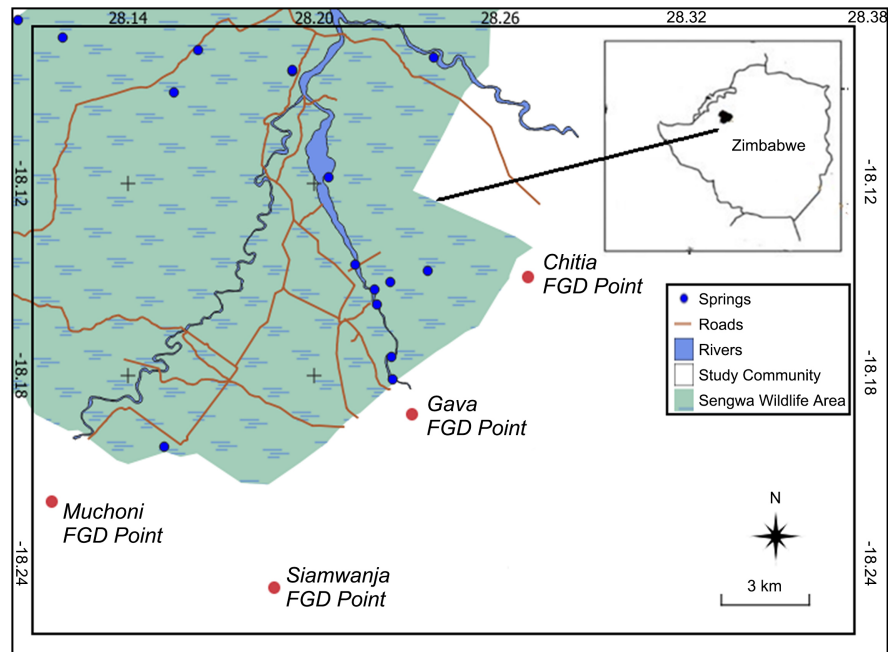 28.14 28.20 28.26 28.32 28.38
Zimbabwe
-18.12 -18.12
Chitia
FGD Point
Springs
Roads
Rivers
Study Community
Sengwa Wildlife Area
-18.18 -18.18
Gava
FGD Point
Muchoni
FGD Point
N
-18.24 -18.24
Siamwanja
FGD Point
3 km